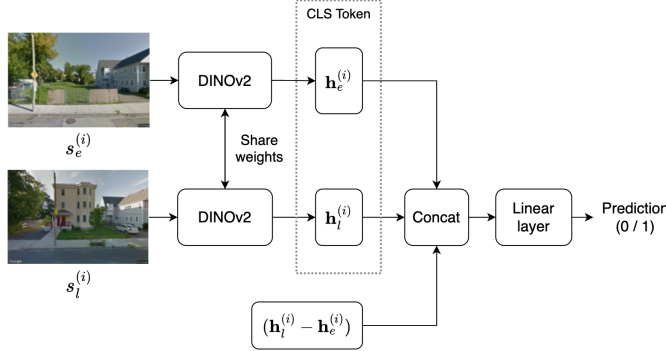 CLS Token
DINOv2
h_e^{(i)}
s_e^{(i)}
Share
weights
DINOv2
h_l^{(i)}
Concat
Linear
layer
Prediction
(0 / 1)
s_l^{(i)}
(h_l^{(i)} − h_e^{(i)})